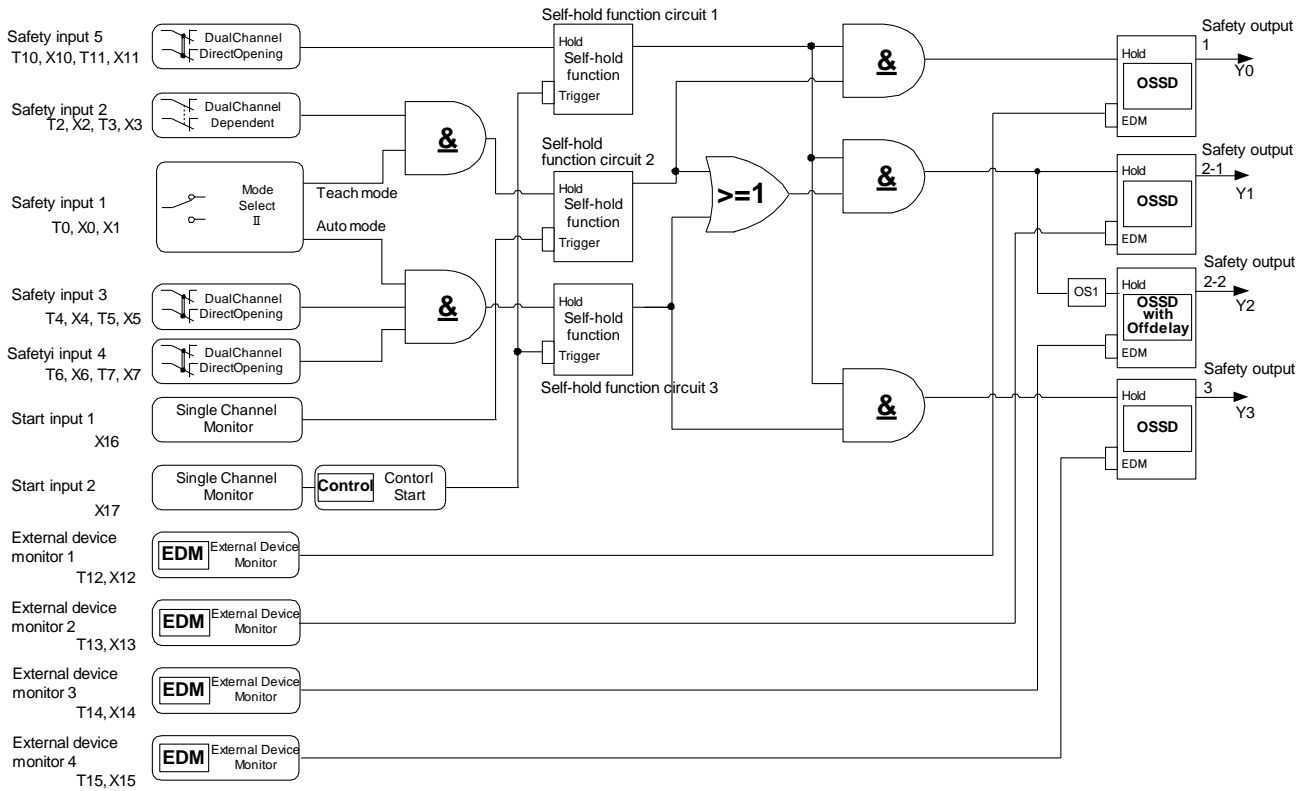 Self-hold function circuit 1
Safety input 5
T10, X10, T11, X11
DualChannel
DirectOpening
Hold
Self-hold
function
Trigger
&
Safety output
1
Y0
Hold
OSSD
EDM
Safety input 2
T2, X2, T3, X3
DualChannel
Dependent
&
Self-hold
function circuit 2
Hold
Self-hold
function
Trigger
>=1
&
Safety output
2-1
Y1
Hold
OSSD
EDM
Safety input 1
T0, X0, X1
Mode
Select
II
Teach mode
Auto mode
Safety input 3
T4, X4, T5, X5
DualChannel
DirectOpening
&
Hold
Self-hold
function
Trigger
Self-hold function circuit 3
OS1
Safety output
2-2
Y2
Hold
OSSD
with
Offdelay
EDM
Safetyi input 4
T6, X6, T7, X7
DualChannel
DirectOpening
&
Safety output
3
Y3
Hold
OSSD
EDM
Start input 1
X16
Single Channel
Monitor
Start input 2
X17
Single Channel
Monitor
Control
Contorl
Start
External device
monitor 1
T12, X12
EDM
External Device
Monitor
External device
monitor 2
T13, X13
EDM
External Device
Monitor
External device
monitor 3
T14, X14
EDM
External Device
Monitor
External device
monitor 4
T15, X15
EDM
External Device
Monitor